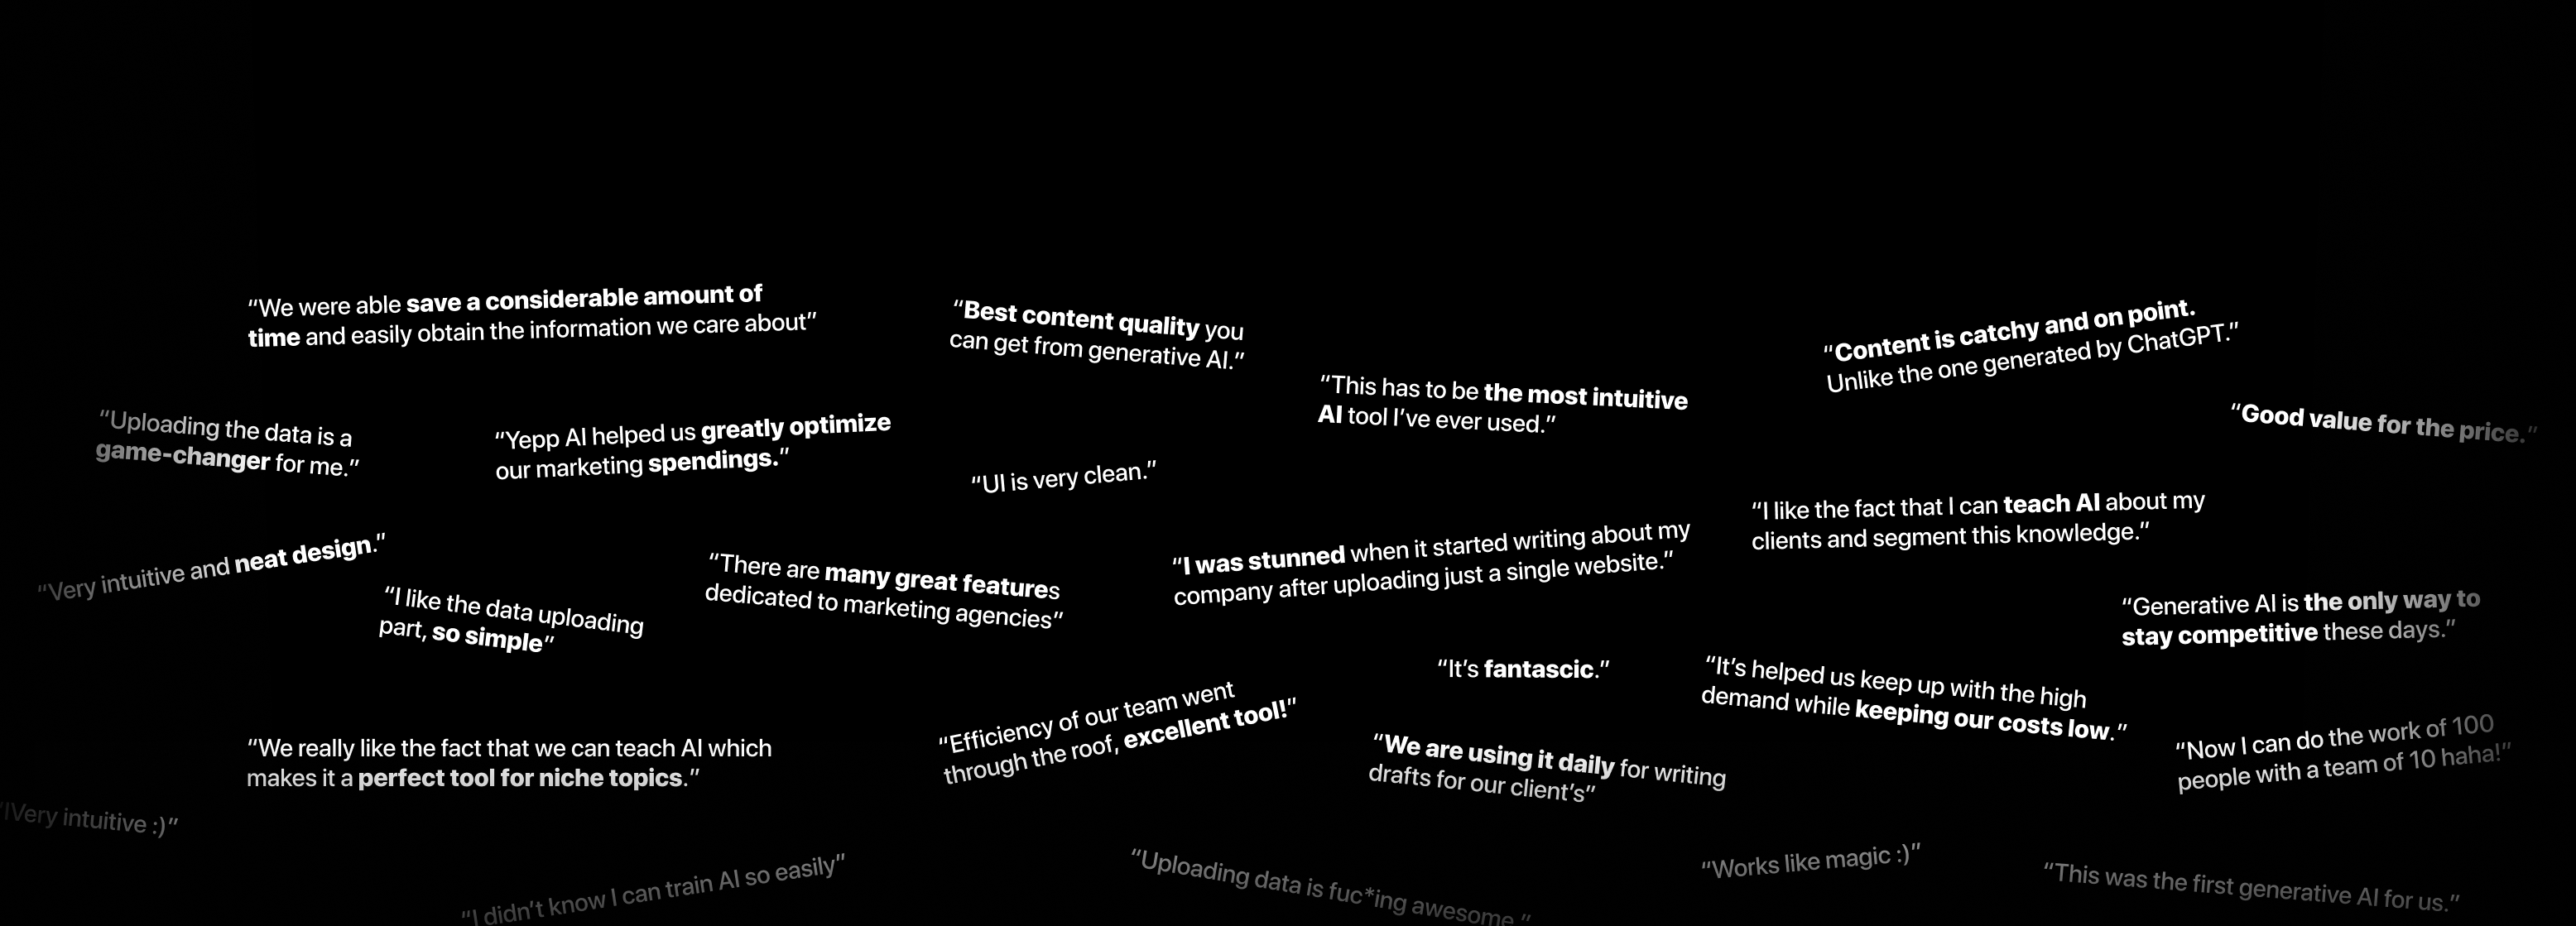 “We were able save a considerable amount of
time and easily obtain the information we care about”
“Best content quality you
can get from generative AI.”
“Content is catchy and on point.
Unlike the one generated by ChatGPT.”
“This has to be the most intuitive
AI tool I’ve ever used.”
“Good value for the price.”
“Uploading the data is a
game-changer for me.”
“Yepp AI helped us greatly optimize
our marketing spendings.”
“UI is very clean.”
“I like the fact that I can teach AI about my
clients and segment this knowledge.”
“Very intuitive and neat design.”
“I like the data uploading
part, so simple”
“There are many great features
dedicated to marketing agencies”
“I was stunned when it started writing about my
company after uploading just a single website.”
“Generative AI is the only way to
stay competitive these days.”
“It’s fantascic.”
“It’s helped us keep up with the high
demand while keeping our costs low.”
“We really like the fact that we can teach AI which
makes it a perfect tool for niche topics.”
“Efficiency of our team went
through the roof, excellent tool!”
“We are using it daily for writing
drafts for our client’s”
“Now I can do the work of 100
people with a team of 10 haha!”
“IVery intuitive :)”
“I didn’t know I can train AI so easily”
“Uploading data is fuc*ing awesome.”
“Works like magic :)”
“This was the first generative AI for us.”